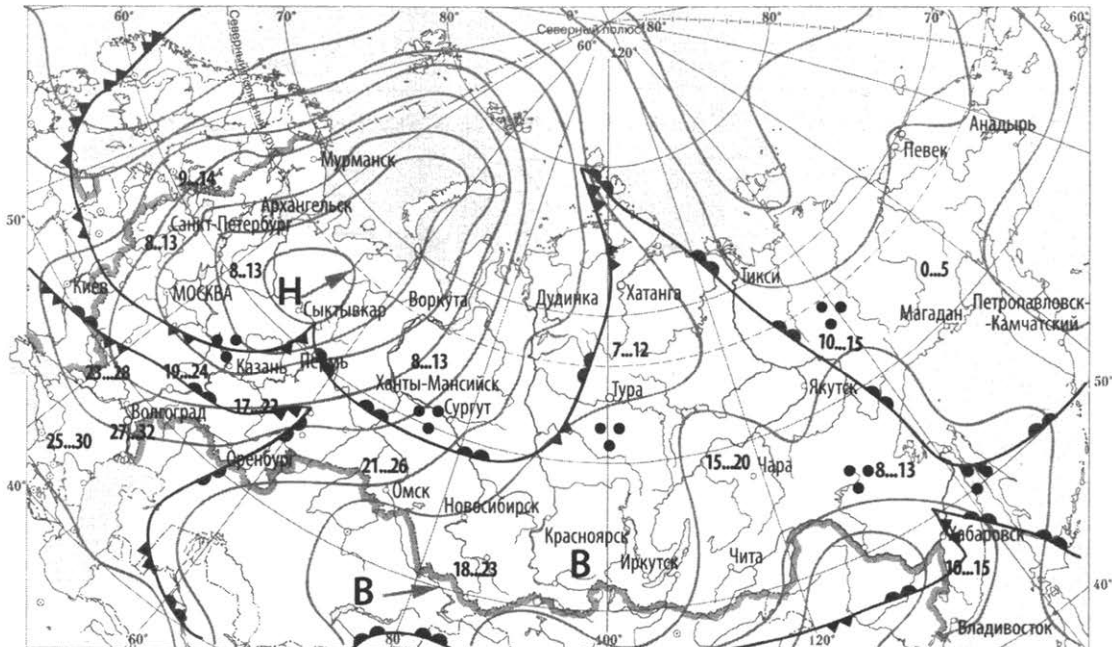 60° 70° 80° 0° 180° 80° 70° 60°
Северный полюс
60° 120°
Северный полярный круг
Анадырь
Певек
Мурманск
9...14
Архангельск
50°
Санкт-Петербург
8..13
50°
Тикси
0..5
8..13
Киев
МОСКВА
Н
Сыктывкар
Воркута
Дудинка
Хатанга
Магадан
Петропавловск-
-Камчатский
10...15
7...12
Казань
Пермь
8...13
19...24
23...28
Ханты-Мансийск
Тура
Якутск
50°
17...22
Сургут
Волгоград
27...32
25...30
Оренбург
21...26
15...20
Чара
8...13
40°
Омск
Новосибирск
40°
Красноярск
В
Иркутск
Чита
Хабаровск
18...23
10...15
В
40°
Владивосток
60° 80 100° 120°